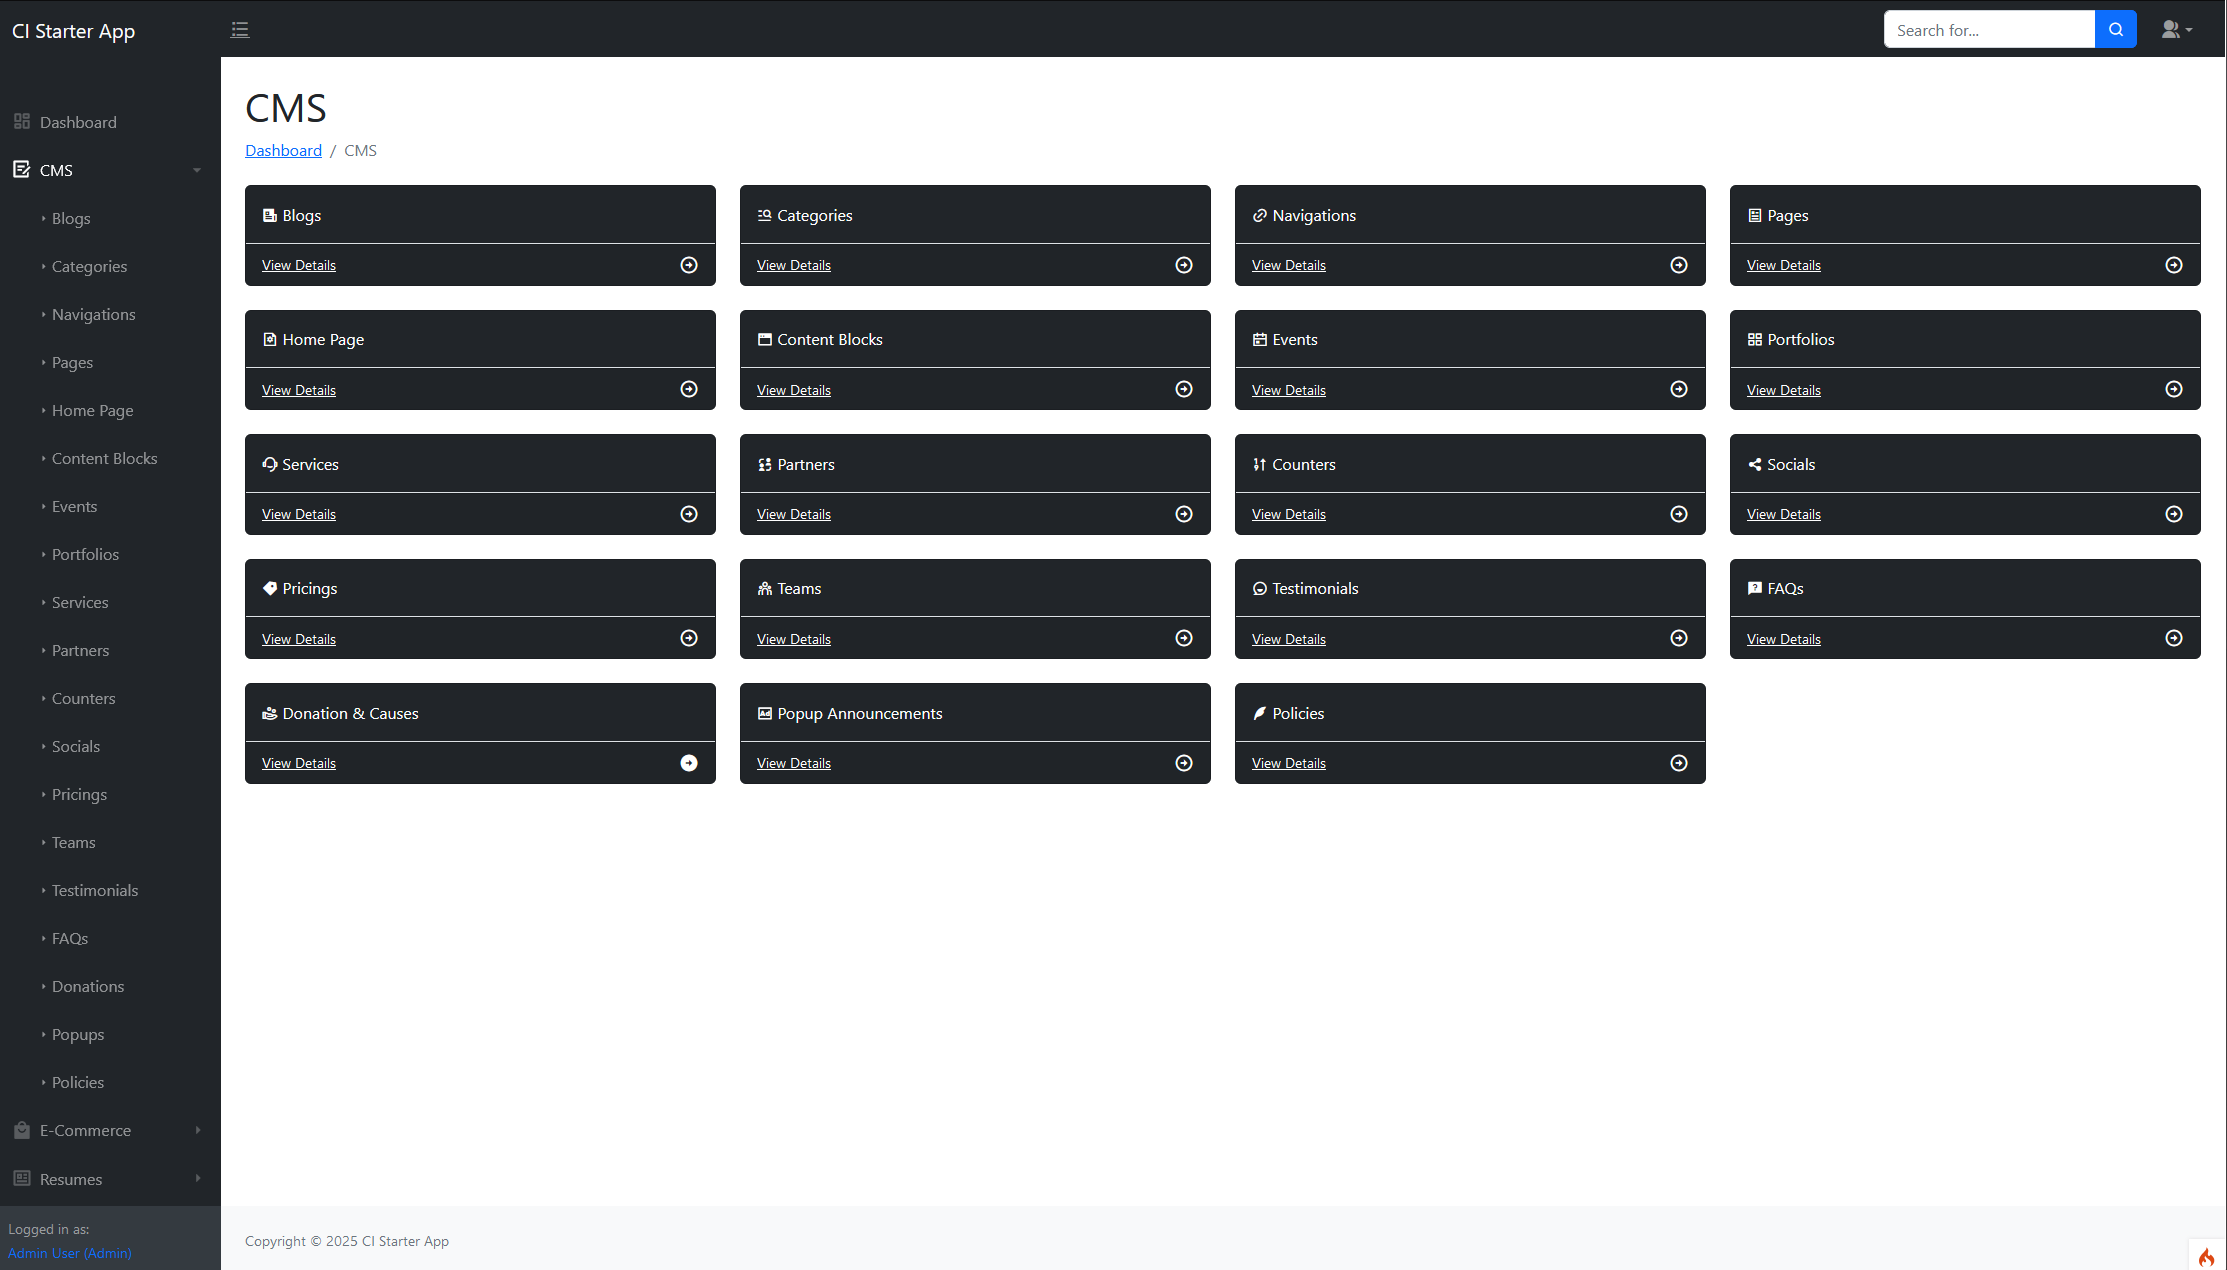 CI Starter App
Search for...
Dashboard
CMS
Blogs
Categories
Navigations
Pages
Home Page
Content Blocks
Events
Portfolios
Services
Partners
Counters
Socials
Pricings
Teams
Testimonials
FAQs
Donations
Popups
Policies
E-Commerce
Resumes
Logged in as:
Admin User (Admin)
CMS
Dashboard / CMS
Blogs
View Details
Categories
View Details
Navigations
View Details
Pages
View Details
Home Page
View Details
Content Blocks
View Details
Events
View Details
Portfolios
View Details
Services
View Details
Partners
View Details
Counters
View Details
Socials
View Details
Pricings
View Details
Teams
View Details
Testimonials
View Details
FAQs
View Details
Donation & Causes
View Details
Popup Announcements
View Details
Policies
View Details
Copyright © 2025 CI Starter App